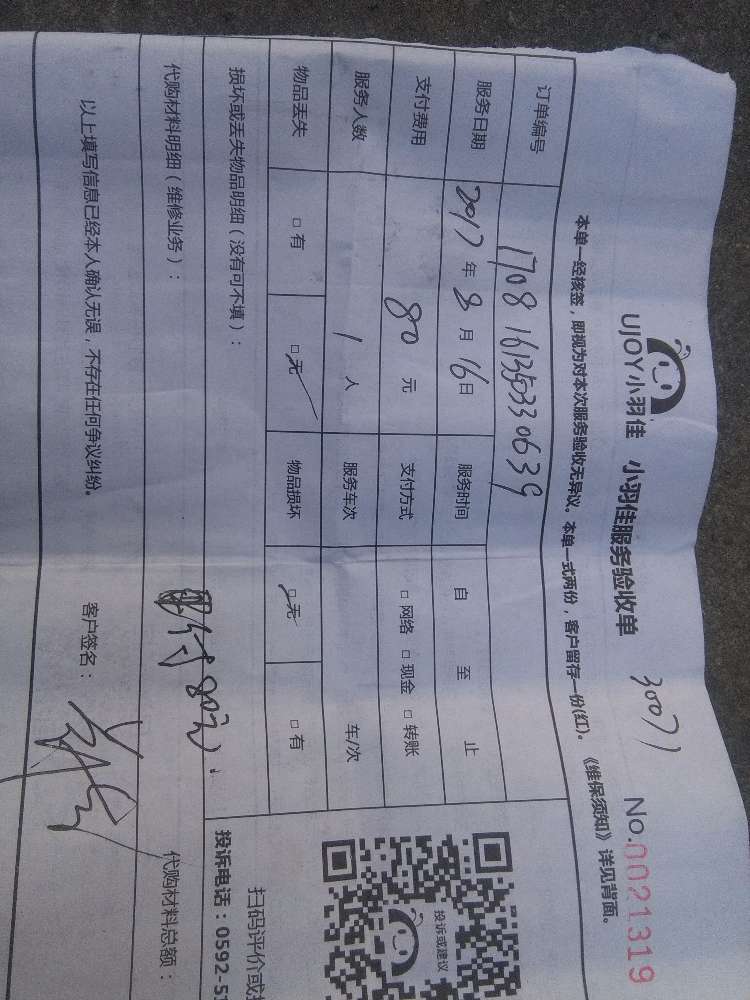 UJOY小羽佳 小羽佳服务验收单 30071 No.0021319
本单一经核签，即视为对本次服务验收无异议。本单一式两份，客户留存一份(红)。《维保须知》详见背面。
订单编号 170816135330639
服务日期 2017年8月16日 服务时间 自 至 止
支付费用 80元 支付方式 □网络 □现金 □转账
服务人数 1人 服务车次 车/次
物品丢失 □有 □无 物品损坏 □无 □有
投诉或建议
扫码评价或
损坏或丢失物品明细（没有可不填）：
投诉电话：0592-5
代购材料明细（维修业务）： 付80元.
代购材料总额：
以上填写信息已经本人确认无误，不存在任何争议纠纷。 客户签名：